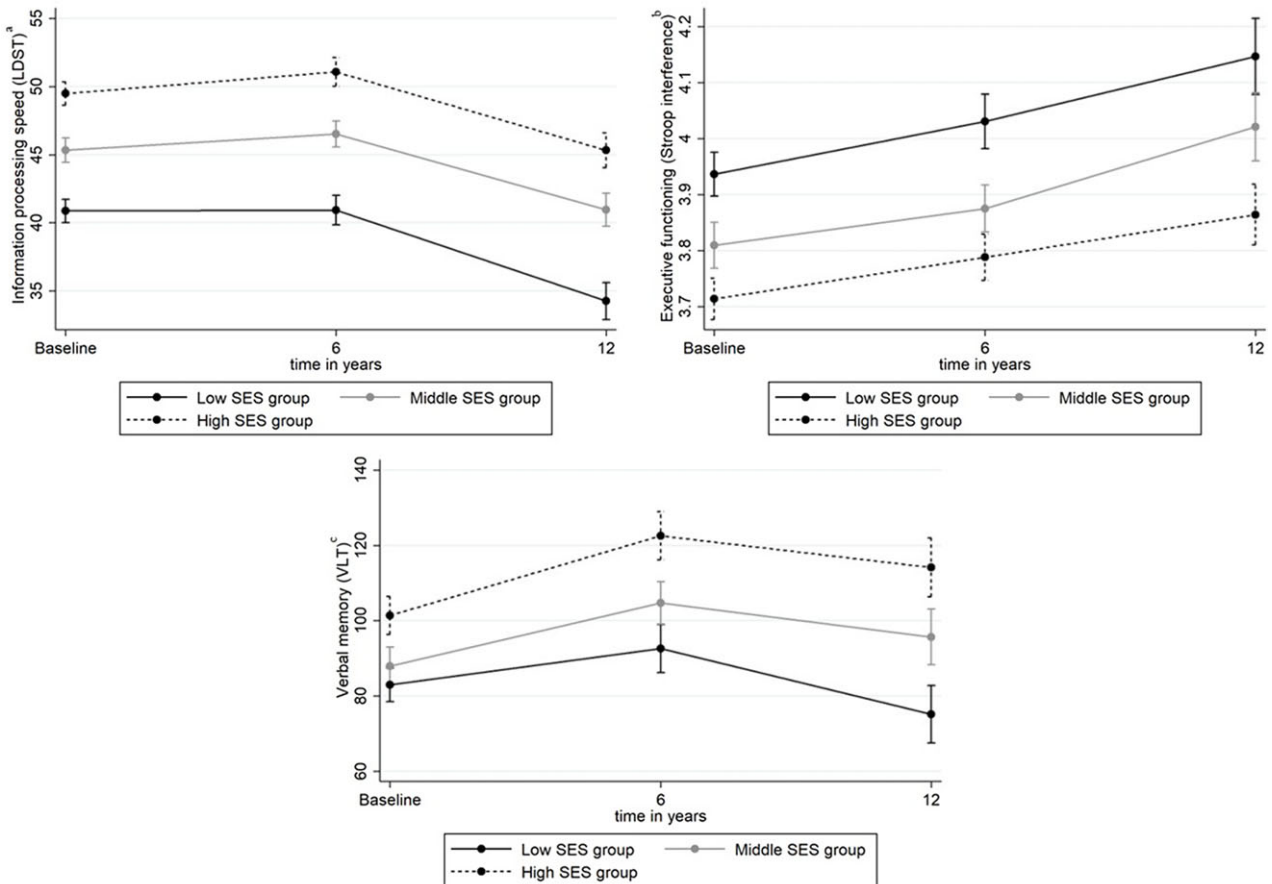 Information processing speed (LDST)a
55
50
45
40
35
Baseline 6 12
time in years
Low SES group Middle SES group
High SES group
Executive functioning (Stroop interference)b
4.2
4.1
4
3.9
3.8
3.7
Baseline 6 12
time in years
Low SES group Middle SES group
High SES group
Verbal memory (VLT)c
140
120
100
80
60
Baseline 6 12
time in years
Low SES group Middle SES group
High SES group